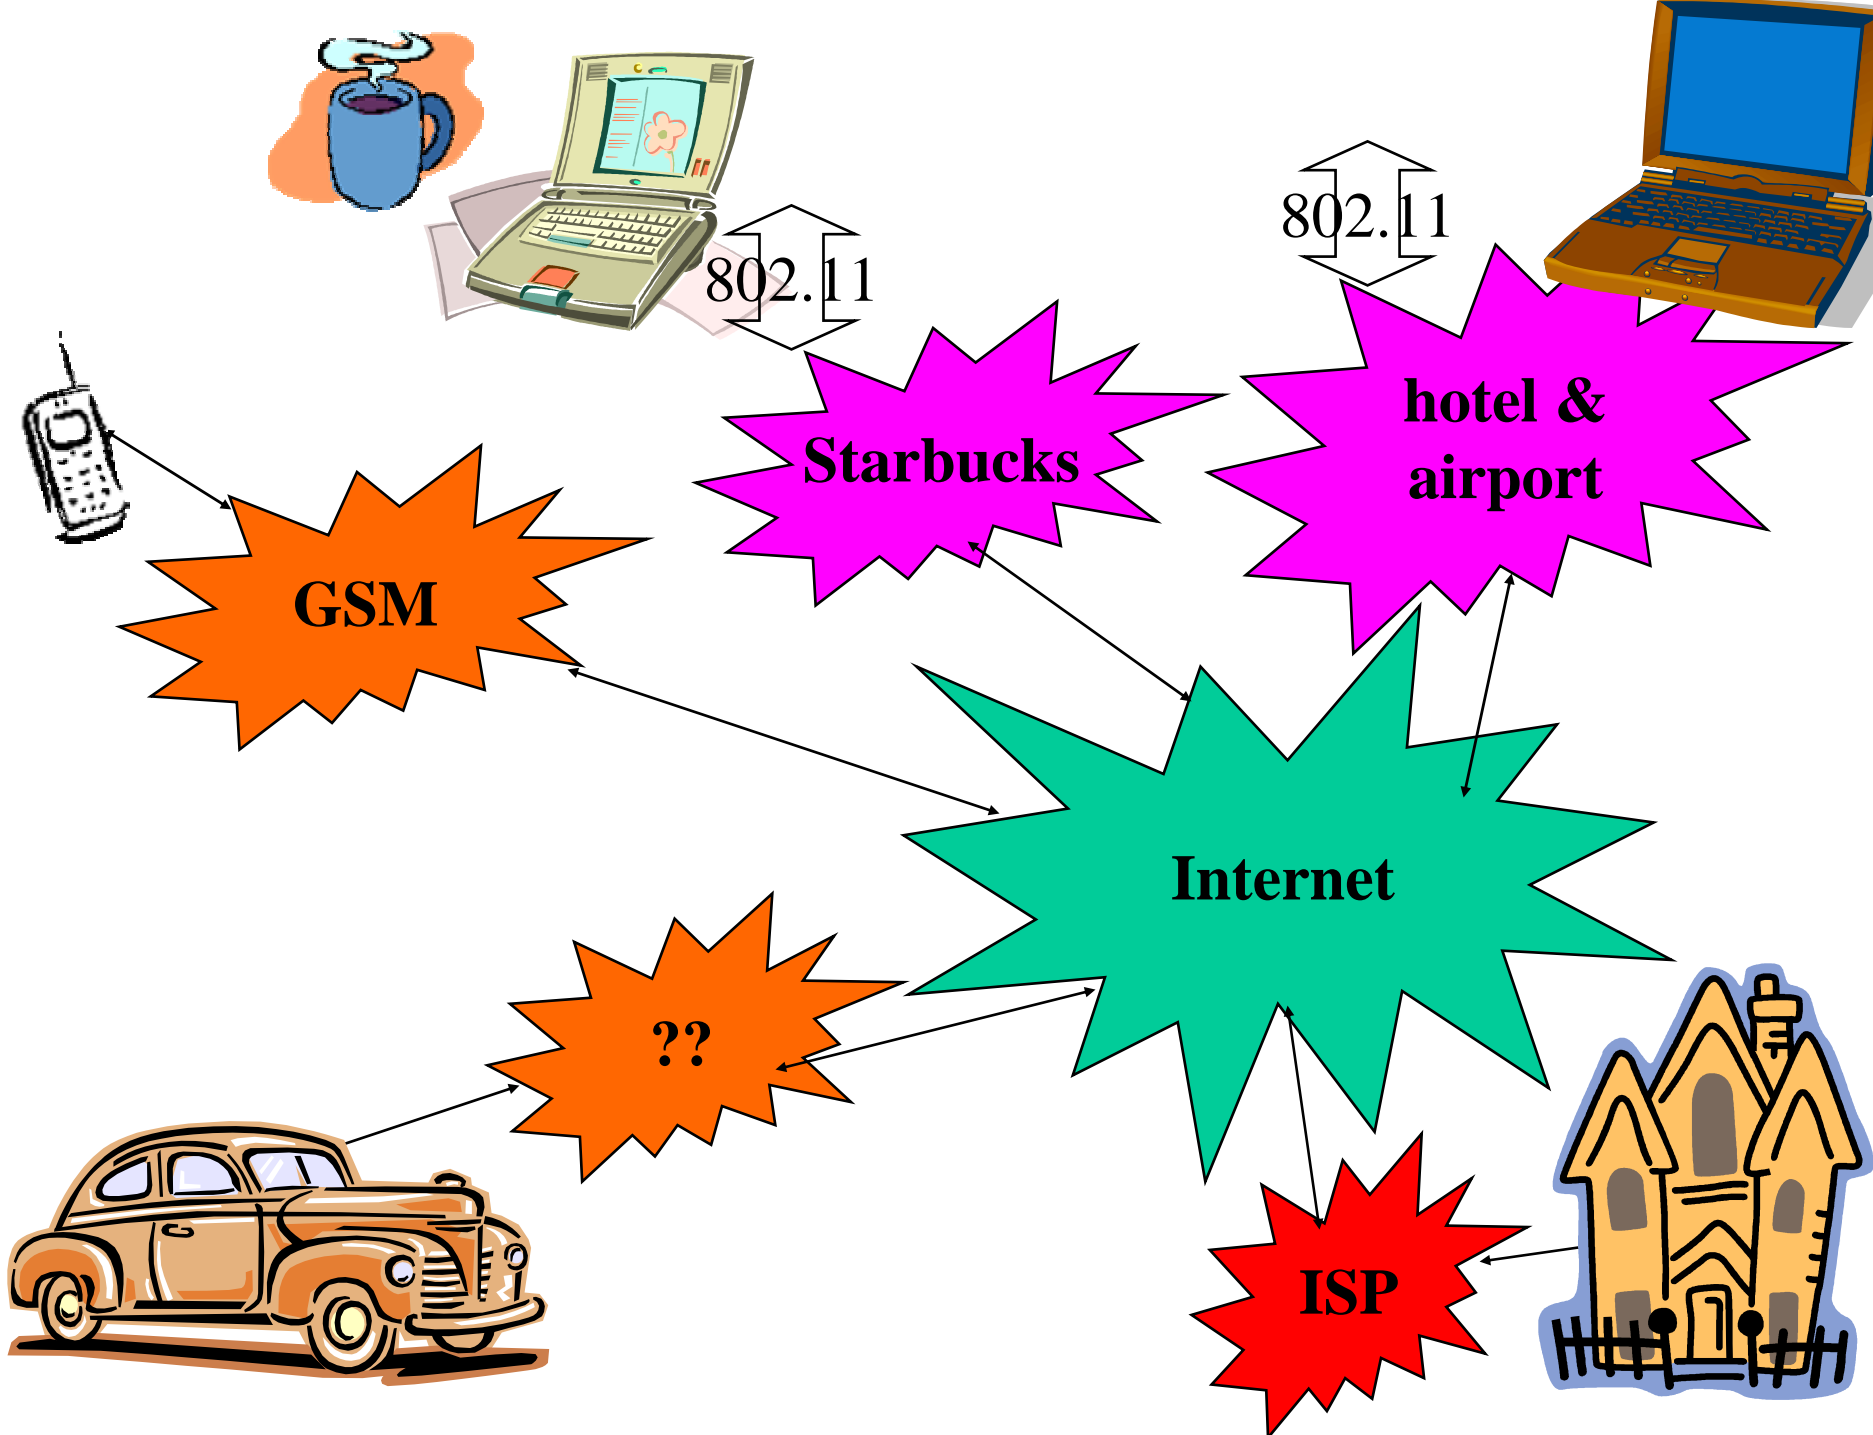 802.11
802.11
hotel &
airport
Starbucks
GSM
Internet
??
ISP